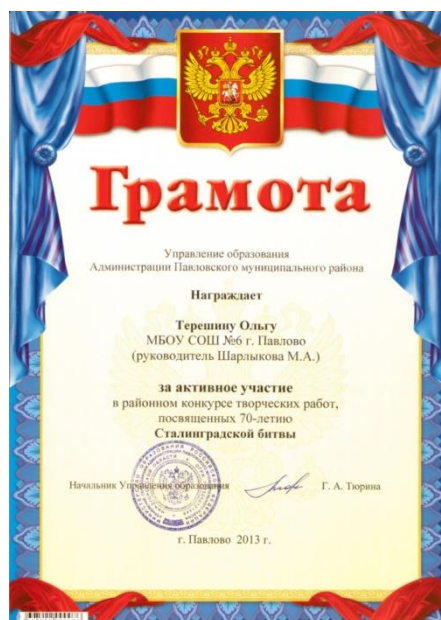 Грамота
Управление образования
Администрации Павловского муниципального района
Награждает
Терешину Ольгу
МБОУ СОШ №6 г. Павлово
(руководитель Шарлыкова М.А.)
за активное участие
в районном конкурсе творческих работ,
посвященных 70-летию
Сталинградской битвы
Начальник Управления образования Г. А. Тюрина
г. Павлово 2013 г.